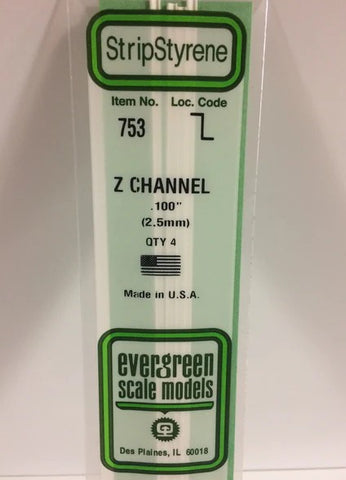 StripStyrene
Item No. Loc. Code
753
Z CHANNEL
.100"
(2.5mm)
QTY 4
Made in U.S.A.
evergreen
scale models
Des Plaines, IL 60018